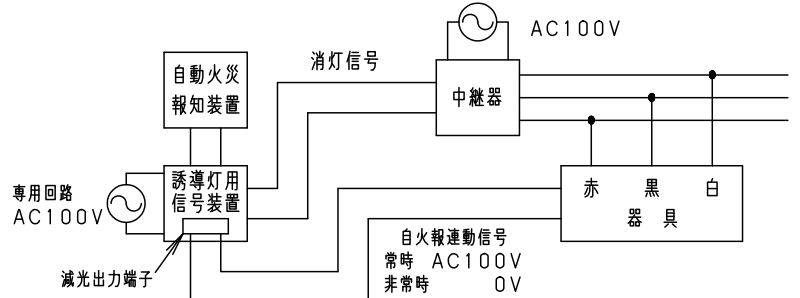 AC100V
消灯信号
自動火災
報知装置
中継器
誘導灯用
信号装置
専用回路
AC100V
赤 黒 白
器具
減光出力端子
自火報連動信号
常時 AC100V
非常時 0V